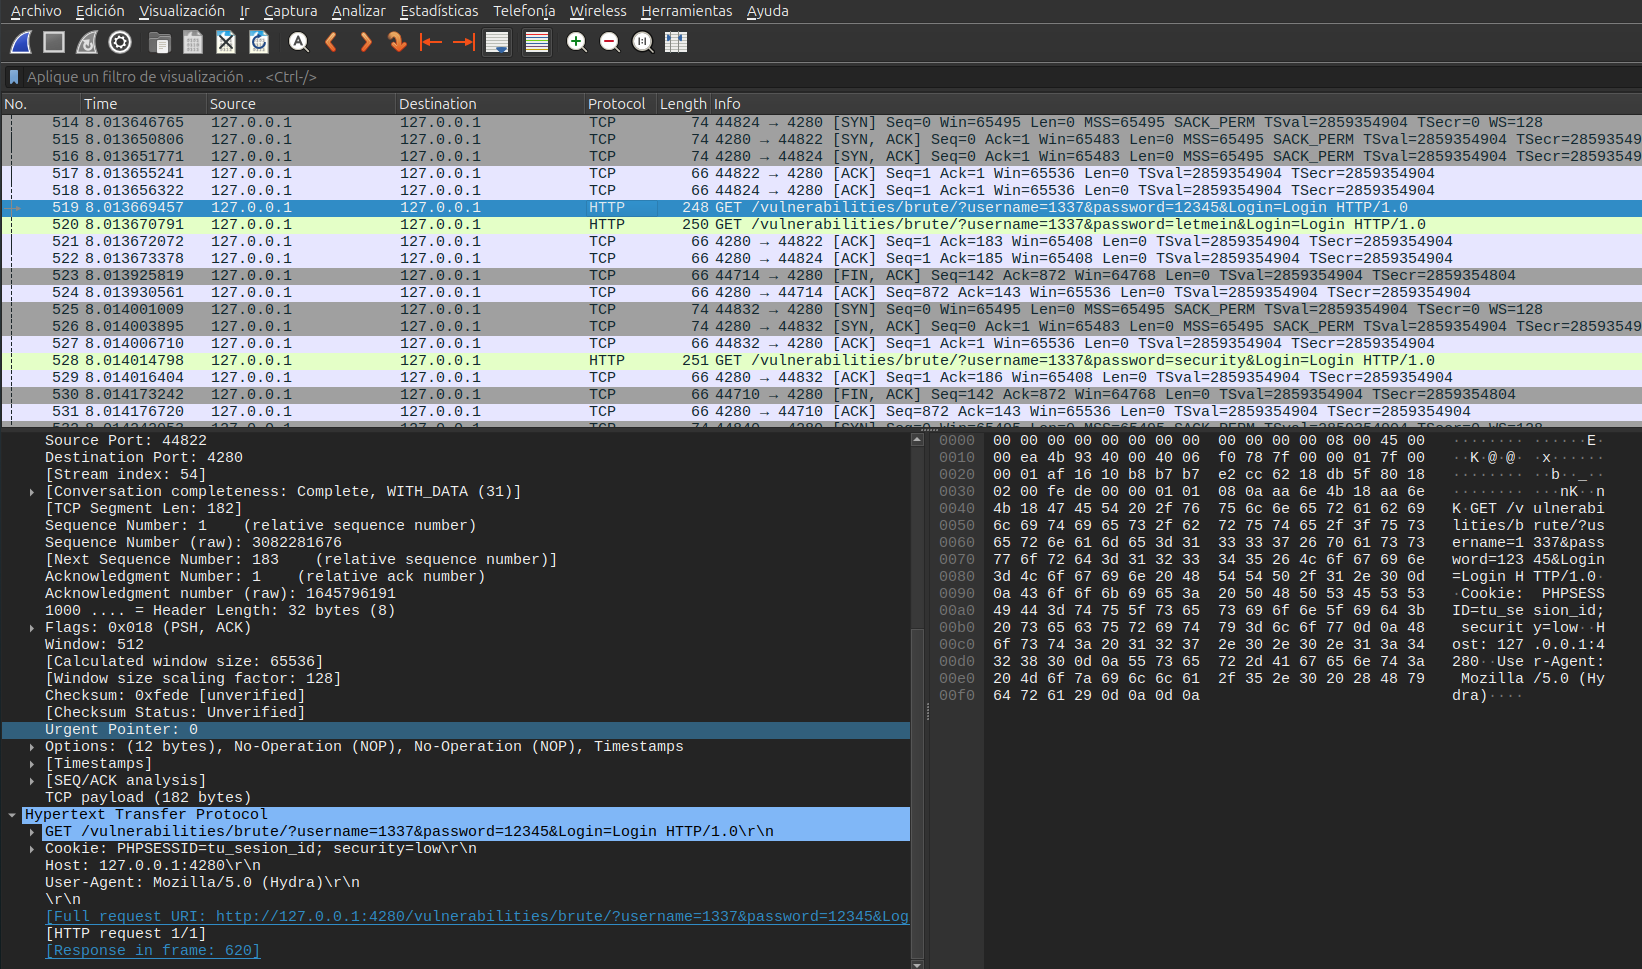 Archivo Edición Visualización Ir Captura Analizar Estadísticas Telefonía Wireless Herramientas Ayuda
Aplique un filtro de visualización … <Ctrl-/>
No. Time Source Destination Protocol Length Info
514 8.013646765 127.0.0.1 127.0.0.1 TCP 74 44824 → 4280 [SYN] Seq=0 Win=65495 Len=0 MSS=65495 SACK_PERM TSval=2859354904 TSecr=0 WS=128
515 8.013650806 127.0.0.1 127.0.0.1 TCP 74 4280 → 44822 [SYN, ACK] Seq=0 Ack=1 Win=65483 Len=0 MSS=65495 SACK_PERM TSval=2859354904 TSecr=28593549
516 8.013651771 127.0.0.1 127.0.0.1 TCP 74 4280 → 44824 [SYN, ACK] Seq=0 Ack=1 Win=65483 Len=0 MSS=65495 SACK_PERM TSval=2859354904 TSecr=28593549
517 8.013655241 127.0.0.1 127.0.0.1 TCP 66 44822 → 4280 [ACK] Seq=1 Ack=1 Win=65536 Len=0 TSval=2859354904 TSecr=2859354904
518 8.013656322 127.0.0.1 127.0.0.1 TCP 66 44824 → 4280 [ACK] Seq=1 Ack=1 Win=65536 Len=0 TSval=2859354904 TSecr=2859354904
519 8.013669457 127.0.0.1 127.0.0.1 HTTP 248 GET /vulnerabilities/brute/?username=1337&password=12345&Login=Login HTTP/1.0
520 8.013670791 127.0.0.1 127.0.0.1 HTTP 250 GET /vulnerabilities/brute/?username=1337&password=letmein&Login=Login HTTP/1.0
521 8.013672072 127.0.0.1 127.0.0.1 TCP 66 4280 → 44822 [ACK] Seq=1 Ack=183 Win=65408 Len=0 TSval=2859354904 TSecr=2859354904
522 8.013673378 127.0.0.1 127.0.0.1 TCP 66 4280 → 44824 [ACK] Seq=1 Ack=185 Win=65408 Len=0 TSval=2859354904 TSecr=2859354904
523 8.013925819 127.0.0.1 127.0.0.1 TCP 66 44714 → 4280 [FIN, ACK] Seq=142 Ack=872 Win=64768 Len=0 TSval=2859354904 TSecr=2859354804
524 8.013930561 127.0.0.1 127.0.0.1 TCP 66 4280 → 44714 [ACK] Seq=872 Ack=143 Win=65536 Len=0 TSval=2859354904 TSecr=2859354904
525 8.014001009 127.0.0.1 127.0.0.1 TCP 74 44832 → 4280 [SYN] Seq=0 Win=65495 Len=0 MSS=65495 SACK_PERM TSval=2859354904 TSecr=0 WS=128
526 8.014003895 127.0.0.1 127.0.0.1 TCP 74 4280 → 44832 [SYN, ACK] Seq=0 Ack=1 Win=65483 Len=0 MSS=65495 SACK_PERM TSval=2859354904 TSecr=28593549
527 8.014006710 127.0.0.1 127.0.0.1 TCP 66 44832 → 4280 [ACK] Seq=1 Ack=1 Win=65536 Len=0 TSval=2859354904 TSecr=2859354904
528 8.014014798 127.0.0.1 127.0.0.1 HTTP 251 GET /vulnerabilities/brute/?username=1337&password=security&Login=Login HTTP/1.0
529 8.014016404 127.0.0.1 127.0.0.1 TCP 66 4280 → 44832 [ACK] Seq=1 Ack=186 Win=65408 Len=0 TSval=2859354904 TSecr=2859354904
530 8.014173242 127.0.0.1 127.0.0.1 TCP 66 44710 → 4280 [FIN, ACK] Seq=142 Ack=872 Win=64768 Len=0 TSval=2859354904 TSecr=2859354804
531 8.014176720 127.0.0.1 127.0.0.1 TCP 66 4280 → 44710 [ACK] Seq=872 Ack=143 Win=65536 Len=0 TSval=2859354904 TSecr=2859354904
Source Port: 44822
Destination Port: 4280
[Stream index: 54]
[Conversation completeness: Complete, WITH_DATA (31)]
[TCP Segment Len: 182]
Sequence Number: 1    (relative sequence number)
Sequence Number (raw): 3082281676
[Next Sequence Number: 183    (relative sequence number)]
Acknowledgment Number: 1    (relative ack number)
Acknowledgment number (raw): 1645796191
1000 .... = Header Length: 32 bytes (8)
Flags: 0x018 (PSH, ACK)
Window: 512
[Calculated window size: 65536]
[Window size scaling factor: 128]
Checksum: 0xfede [unverified]
[Checksum Status: Unverified]
Urgent Pointer: 0
Options: (12 bytes), No-Operation (NOP), No-Operation (NOP), Timestamps
[Timestamps]
[SEQ/ACK analysis]
TCP payload (182 bytes)
Hypertext Transfer Protocol
GET /vulnerabilities/brute/?username=1337&password=12345&Login=Login HTTP/1.0\r\n
Cookie: PHPSESSID=tu_sesion_id; security=low\r\n
Host: 127.0.0.1:4280\r\n
User-Agent: Mozilla/5.0 (Hydra)\r\n
\r\n
[Full request URI: http://127.0.0.1:4280/vulnerabilities/brute/?username=1337&password=12345&Log
[HTTP request 1/1]
[Response in frame: 620]
0000 00 00 00 00 00 00 00 00 00 00 00 00 08 00 45 00 ········ ······E·
0010 00 ea 4b 93 40 00 40 06 f0 78 7f 00 00 01 7f 00 ··K·@·@· ·x······
0020 00 01 af 16 10 b8 b7 b7 e2 cc 62 18 db 5f 80 18 ········ ··b··_··
0030 02 00 fe de 00 00 01 01 08 0a aa 6e 4b 18 aa 6e ········ ···nK··n
0040 4b 18 47 45 54 20 2f 76 75 6c 6e 65 72 61 62 69 K·GET /v ulnerabi
0050 6c 69 74 69 65 73 2f 62 72 75 74 65 2f 3f 75 73 lities/b rute/?us
0060 65 72 6e 61 6d 65 3d 31 33 33 37 26 70 61 73 73 ername=1 337&pass
0070 77 6f 72 64 3d 31 32 33 34 35 26 4c 6f 67 69 6e word=123 45&Login
0080 3d 4c 6f 67 69 6e 20 48 54 54 50 2f 31 2e 30 0d =Login H TTP/1.0·
0090 0a 43 6f 6f 6b 69 65 3a 20 50 48 50 53 45 53 53 ·Cookie: PHPSESS
00a0 49 44 3d 74 75 5f 73 65 73 69 6f 6e 5f 69 64 3b ID=tu_se sion_id;
00b0 20 73 65 63 75 72 69 74 79 3d 6c 6f 77 0d 0a 48 securit y=low··H
00c0 6f 73 74 3a 20 31 32 37 2e 30 2e 30 2e 31 3a 34 ost: 127 .0.0.1:4
00d0 32 38 30 0d 0a 55 73 65 72 2d 41 67 65 6e 74 3a 280··Use r-Agent:
00e0 20 4d 6f 7a 69 6c 6c 61 2f 35 2e 30 20 28 48 79 Mozilla /5.0 (Hy
00f0 64 72 61 29 0d 0a 0d 0a dra)····